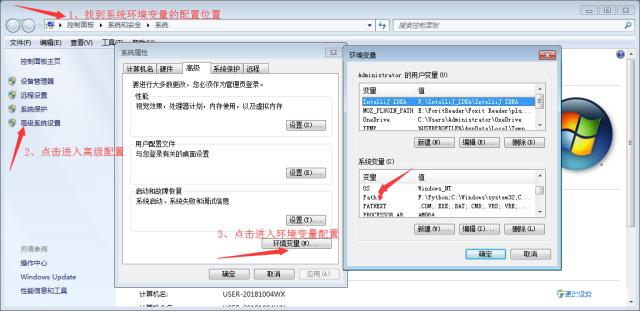 1、找到系统环境变量的配置位置
控制面板 ▸ 系统和安全 ▸ 系统
搜索控制面板
文件(F) 编辑(E) 查看(V) 工具(T)
控制面板主页
设备管理器
远程设置
系统保护
高级系统设置
2、点击进入高级配置
另请参阅
操作中心
Windows Update
性能信息和工具
系统属性
计算机名 硬件 高级 系统保护 远程
要进行大多数更改，您必须作为管理员登录。
性能
视觉效果，处理器计划，内存使用，以及虚拟内存
设置(S)...
用户配置文件
与您登录有关的桌面设置
设置(E)...
启动和故障恢复
系统启动、系统失败和调试信息
设置(T)...
3、点击进入环境变量配置
环境变量(N)...
确定 取消 应用(A)
计算机名: USER-20181004WX
环境变量
Administrator 的用户变量(U)
变量 值
IntelliJ IDEA F:\IntelliJ IDEA\IntelliJ IDEA ...
MOZ_PLUGIN_PATH E:\FoxitReader\Foxit Reader\plu...
OneDrive C:\Users\Administrator\OneDrive
TEMP %USERPROFILE%\AppData\Local\Temp
新建(N)... 编辑(E)... 删除(D)
系统变量(S)
变量 值
OS Windows_NT
Path F:\Python;C:\Windows\system32;C...
PATHEXT .COM;.EXE;.BAT;.CMD;.VBS;.VBE;...
PROCESSOR_AR AMD64
新建(W)... 编辑(I)... 删除(L)
确定 取消
更改设置